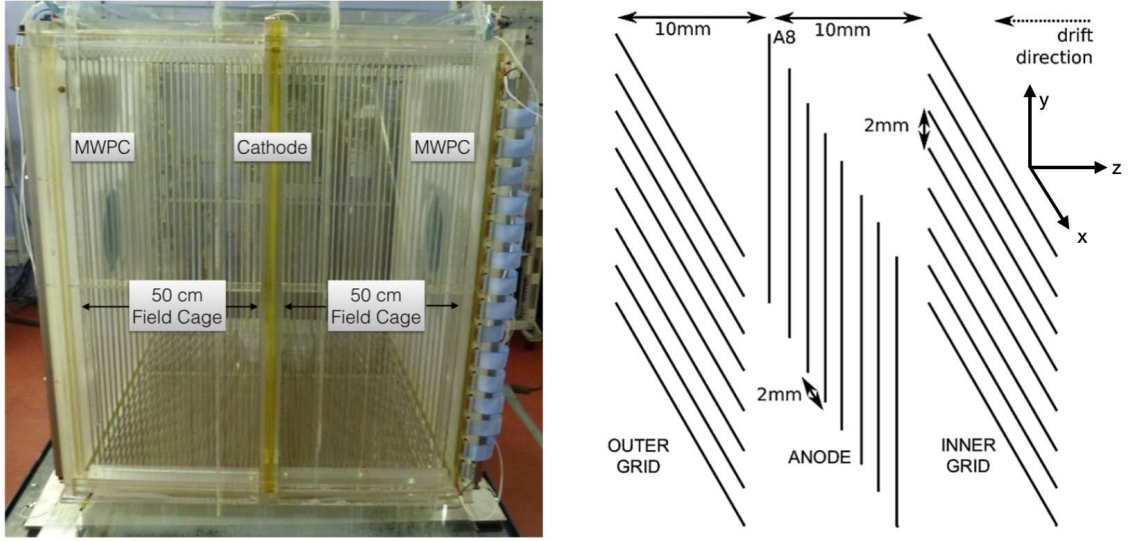 MWPC
Cathode
MWPC
50 cm
Field Cage
50 cm
Field Cage
10mm
10mm
A8
drift
direction
y
z
x
2mm
2mm
OUTER
GRID
ANODE
INNER
GRID